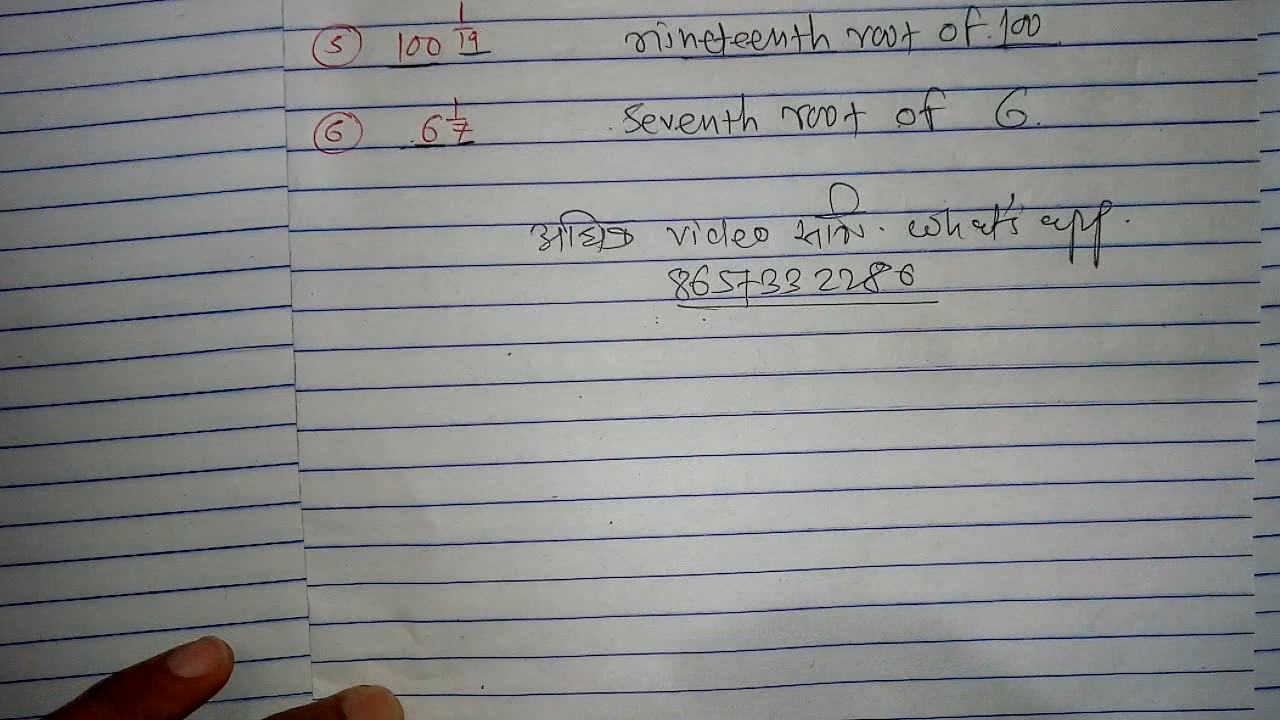 (5) 100^1/19 nineteenth root of 100
(6) 6^1/7 seventh root of 6.
अधिक video what's app.
8657332286